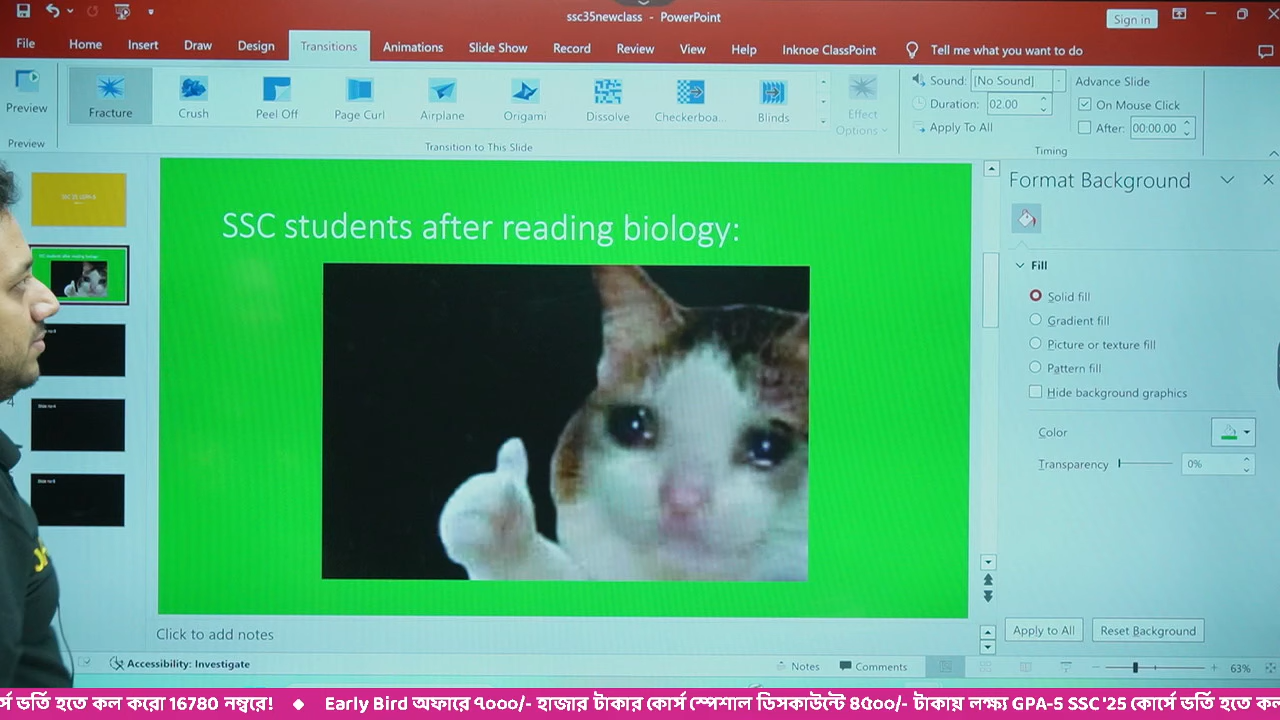 ssc35newclass - PowerPoint
Sign in
File Home Insert Draw Design Transitions Animations Slide Show Record Review View Help Inknoe ClassPoint Tell me what you want to do
Preview
Fracture Crush Peel Off Page Curl Airplane Origami Dissolve Checkerboa... Blinds
Effect
Options
Sound: [No Sound]
Duration: 02.00
Apply To All
Advance Slide
On Mouse Click
After: 00:00.00
Preview
Transition to This Slide
Timing
SSC students after reading biology:
4
SSC students after reading biology:
Format Background
Fill
Solid fill
Gradient fill
Picture or texture fill
Pattern fill
Hide background graphics
Color
Transparency 0%
Apply to All Reset Background
Click to add notes
Accessibility: Investigate
Notes Comments 63%
র্সে ভর্তি হতে কল করো 16780 নম্বরে! ◆ Early Bird অফারে ৭০০০/- হাজার টাকার কোর্স স্পেশাল ডিসকাউন্টে ৪৫০০/- টাকায় লক্ষ্য GPA-5 SSC '25 কোর্সে ভর্তি হতে কল